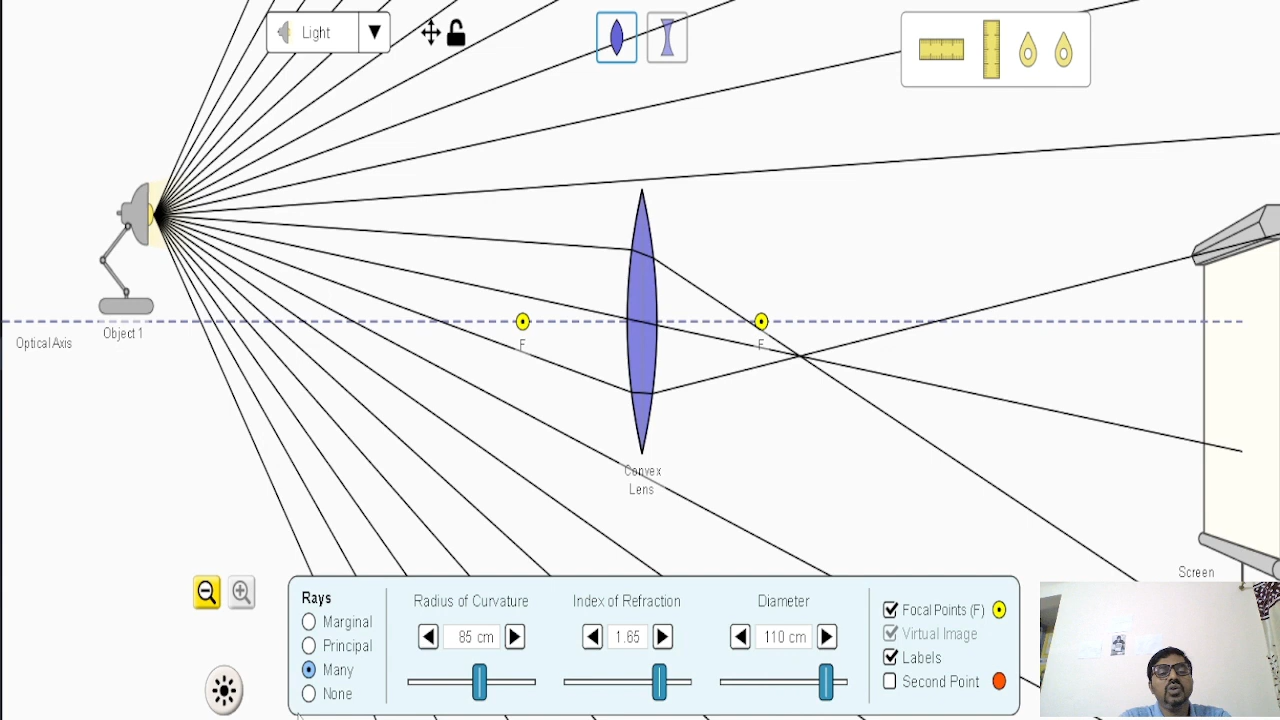 Light
Optical Axis
Object 1
F
F
Convex
Lens
Screen
Rays
Marginal
Principal
Many
None
Radius of Curvature
85 cm
Index of Refraction
1.65
Diameter
110 cm
Focal Points (F)
Virtual Image
Labels
Second Point